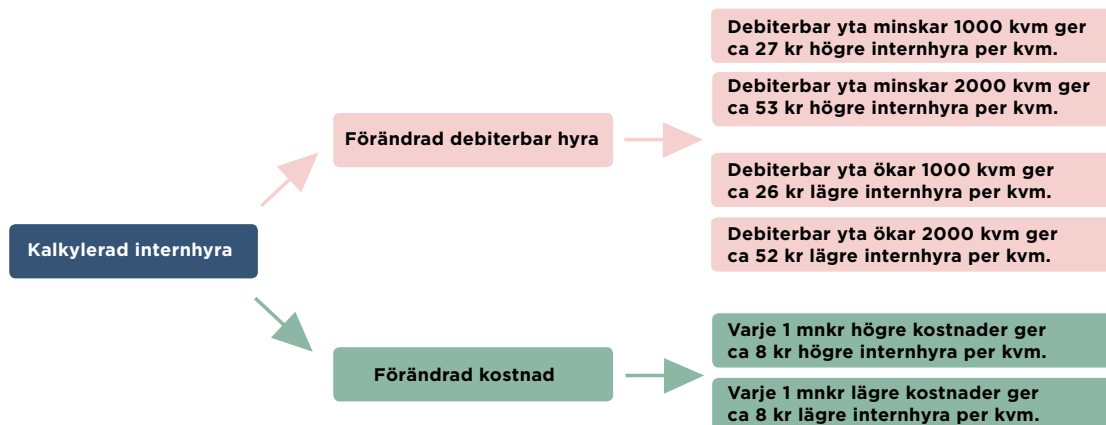 Kalkylerad internhyra
Förändrad debiterbar hyra
Debiterbar yta minskar 1000 kvm ger
ca 27 kr högre internhyra per kvm.
Debiterbar yta minskar 2000 kvm ger
ca 53 kr högre internhyra per kvm.
Debiterbar yta ökar 1000 kvm ger
ca 26 kr lägre internhyra per kvm.
Debiterbar yta ökar 2000 kvm ger
ca 52 kr lägre internhyra per kvm.
Förändrad kostnad
Varje 1 mnkr högre kostnader ger
ca 8 kr högre internhyra per kvm.
Varje 1 mnkr lägre kostnader ger
ca 8 kr lägre internhyra per kvm.